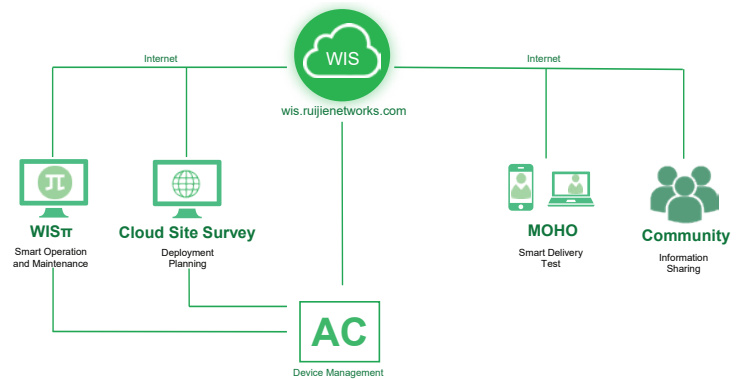 WIS
Internet
Internet
wis.ruijienetworks.com
π
WISπ
Smart Operation
and Maintenance
Cloud Site Survey
Deployment
Planning
MOHO
Smart Delivery
Test
Community
Information
Sharing
AC
Device Management